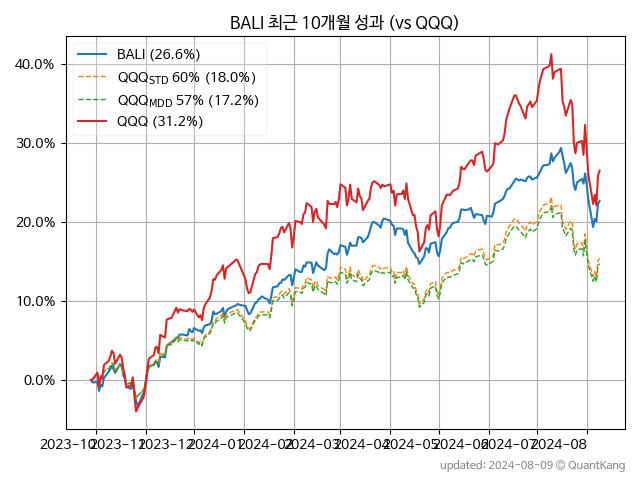 BALI 최근 10개월 성과 (vs QQQ)
BALI (26.6%)
QQQSTD 60% (18.0%)
QQQMDD 57% (17.2%)
QQQ (31.2%)
40.0%
30.0%
20.0%
10.0%
0.0%
2023-10 2023-11 2023-12 2024-01 2024-02 2024-03 2024-04 2024-05 2024-06 2024-07 2024-08
updated: 2024-08-09 © QuantKang